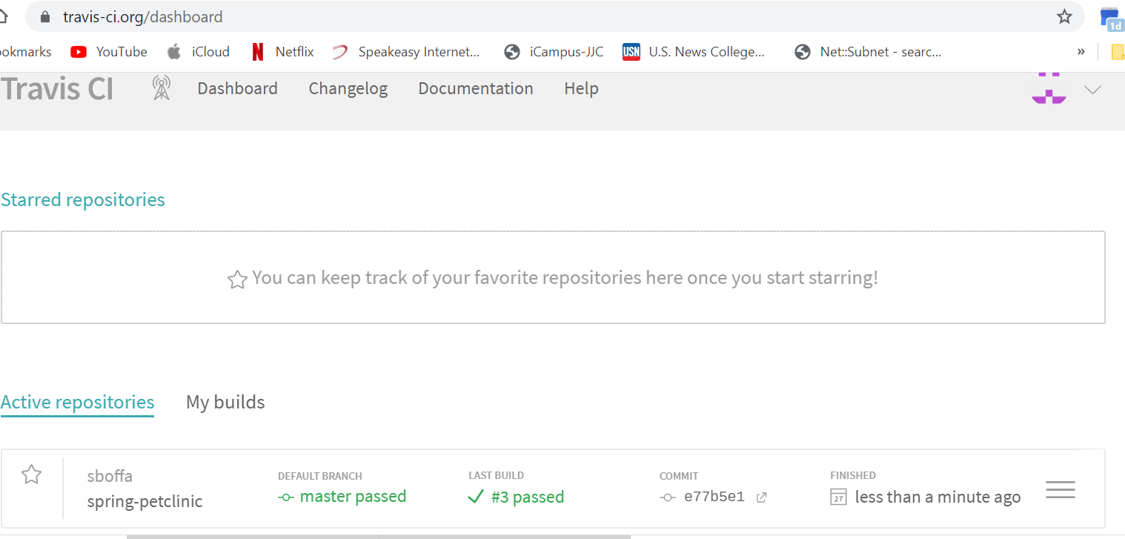 travis-ci.org/dashboard
1d
ookmarks YouTube iCloud Netflix Speakeasy Internet... iCampus-JJC USN U.S. News College... Net::Subnet - searc... »
Travis CI Dashboard Changelog Documentation Help
Starred repositories
You can keep track of your favorite repositories here once you start starring!
Active repositories My builds
sboffa DEFAULT BRANCH LAST BUILD COMMIT FINISHED
spring-petclinic master passed #3 passed e77b5e1 27 less than a minute ago